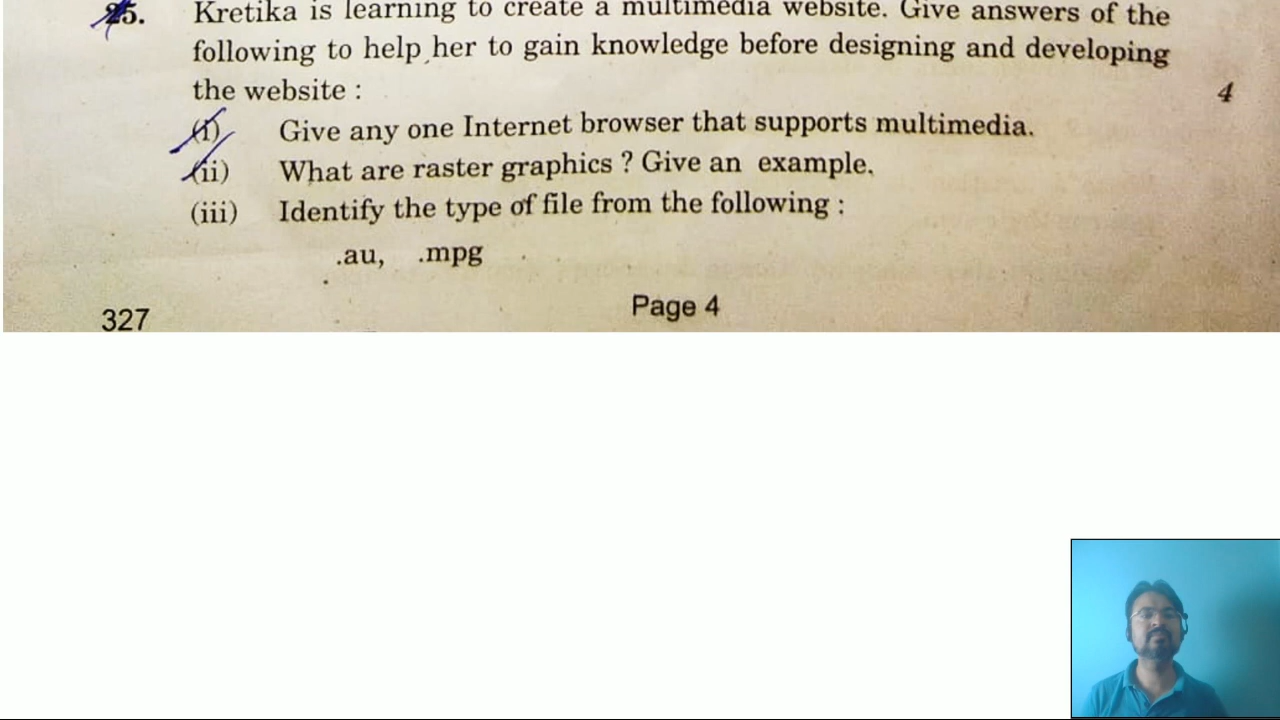 25. Kretika is learning to create a multimedia website. Give answers of the
following to help her to gain knowledge before designing and developing
the website : 4
(i) Give any one Internet browser that supports multimedia.
(ii) What are raster graphics ? Give an example.
(iii) Identify the type of file from the following :
.au, .mpg
327 Page 4